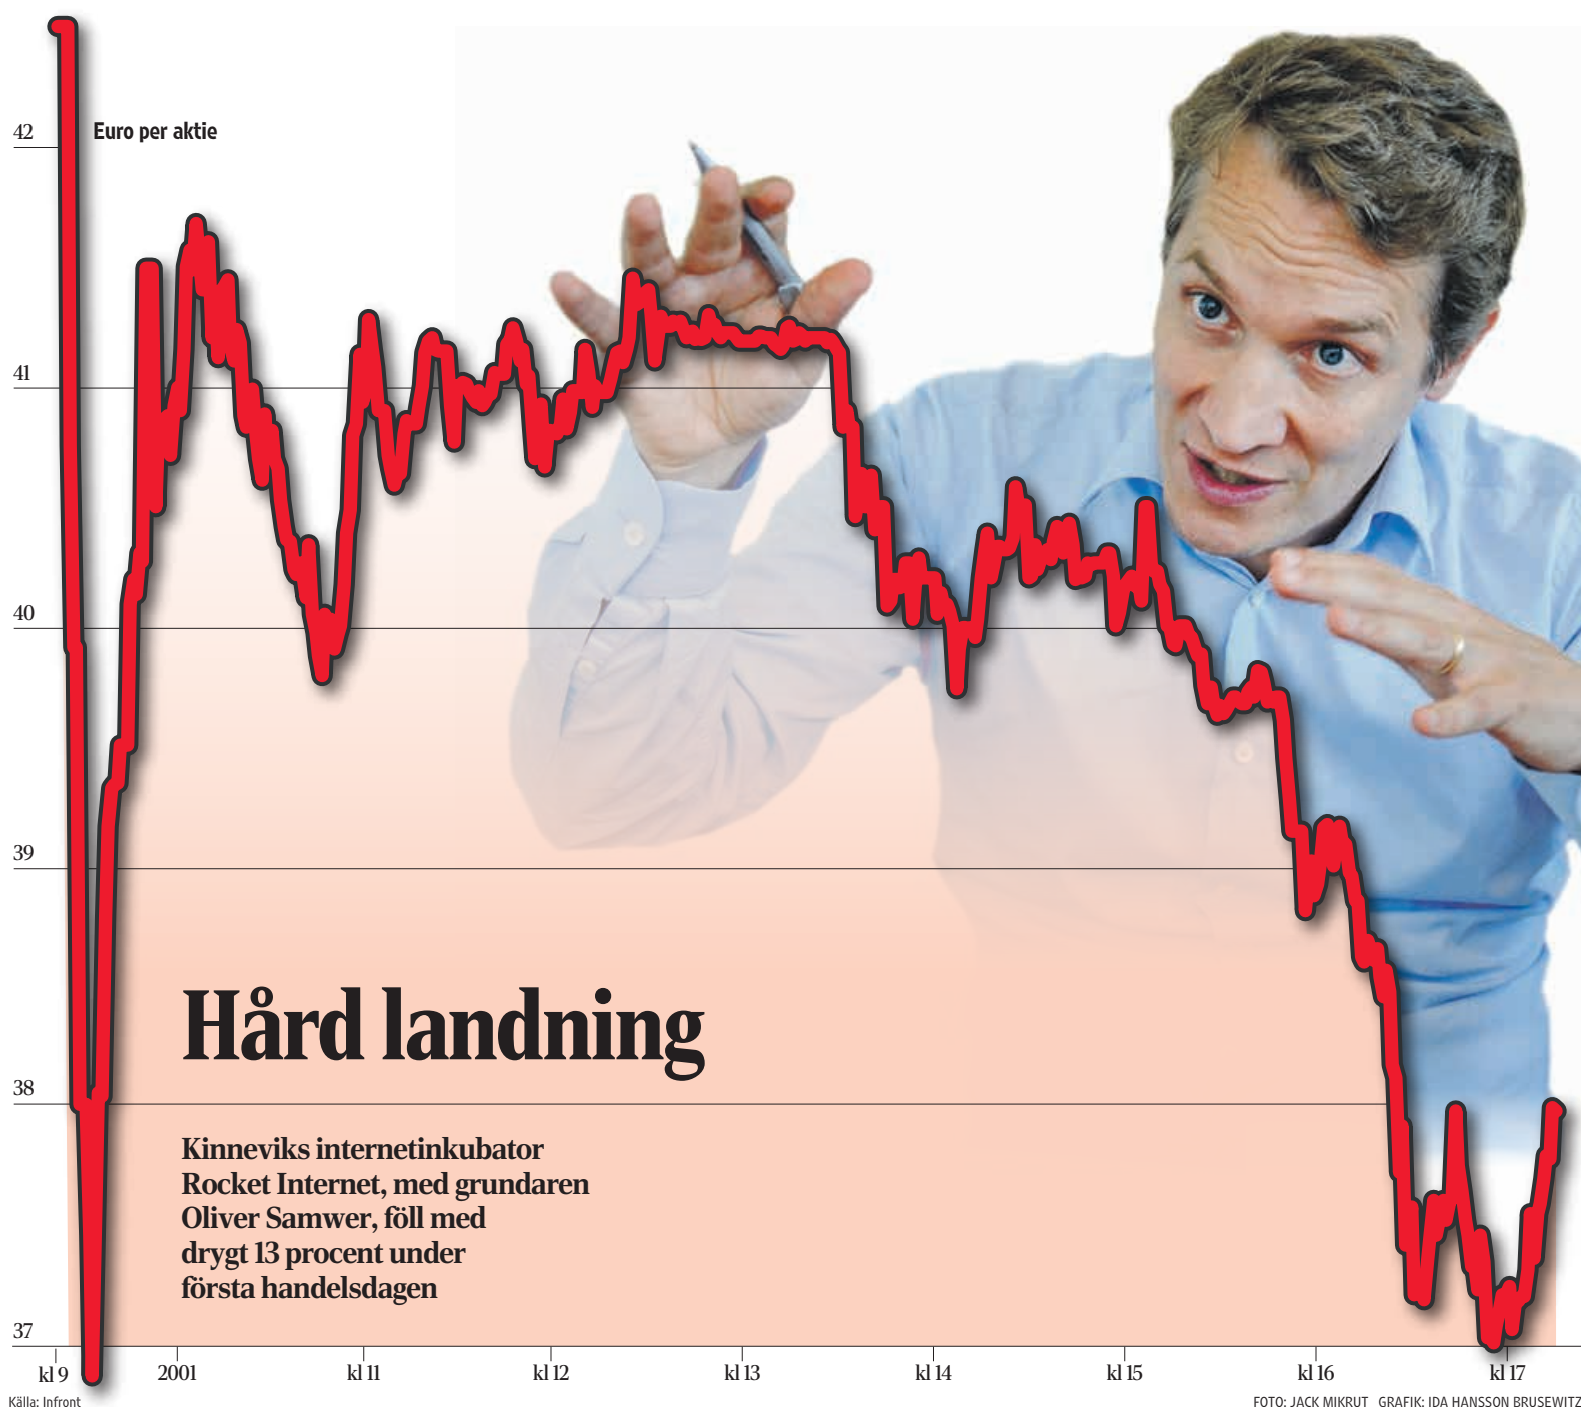 42
Euro per aktie
41
40
39
38
37
Hård landning
Kinneviks internetinkubator
Rocket Internet, med grundaren
Oliver Samwer, föll med
drygt 13 procent under
första handelsdagen
kl 9 2001 kl 11 kl 12 kl 13 kl 14 kl 15 kl 16 kl 17
Källa: Infront
FOTO: JACK MIKRUT GRAFIK: IDA HANSSON BRUSEWITZ